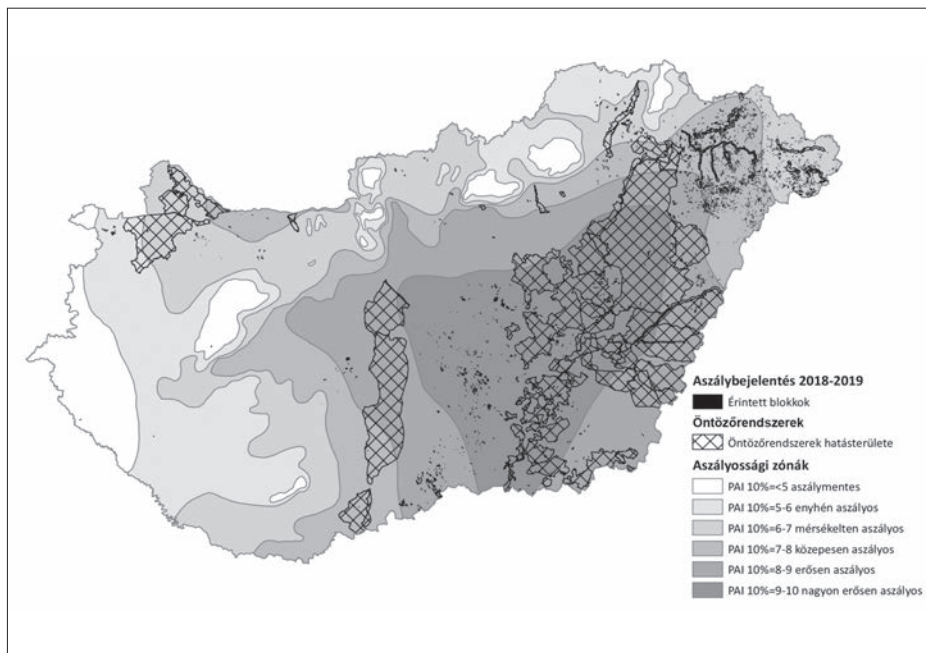 Aszálybejelentés 2018-2019
Érintett blokkok
Öntözőrendszerek
Öntözőrendszerek hatásterülete
Aszályossági zónák
PAI 10%=<5 aszálymentes
PAI 10%=5-6 enyhén aszályos
PAI 10%=6-7 mérsékelten aszályos
PAI 10%=7-8 közepesen aszályos
PAI 10%=8-9 erősen aszályos
PAI 10%=9-10 nagyon erősen aszályos